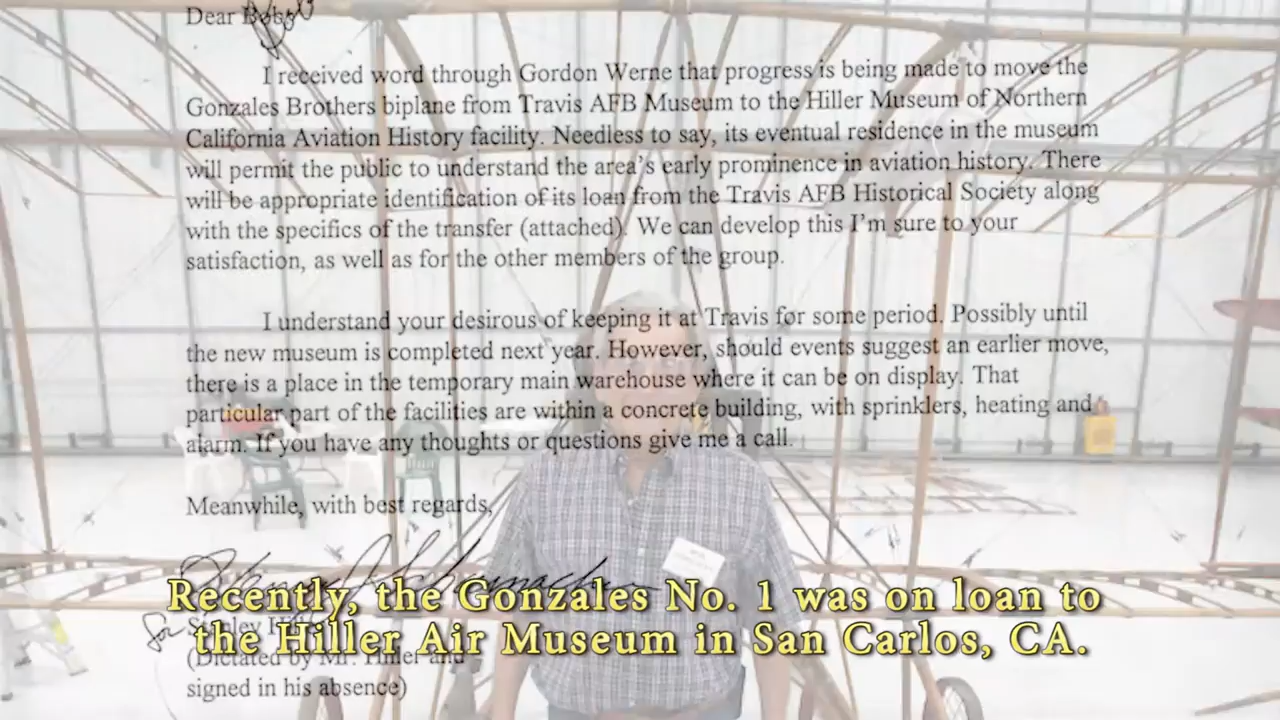 Dear
I received word through Gordon Werne that progress is being made to move the
Gonzales Brothers biplane from Travis AFB Museum to the Hiller Museum of Northern
California Aviation History facility. Needless to say, its eventual residence in the museum
will permit the public to understand the area's early prominence in aviation history. There
will be appropriate identification of its loan from the Travis AFB Historical Society along
with the specifics of the transfer (attached). We can develop this I'm sure to your
satisfaction, as well as for the other members of the group.
I understand your desirous of keeping it at Travis for some period. Possibly until
the new museum is completed next year. However, should events suggest an earlier move,
there is a place in the temporary main warehouse where it can be on display. That
particular part of the facilities are within a concrete building, with sprinklers, heating and
alarm. If you have any thoughts or questions give me a call.
Meanwhile, with best regards,
Recently, the Gonzales No. 1 was on loan to
for Stanley
the Hiller Air Museum in San Carlos, CA.
(Dictated by Mr. Hiller and
signed in his absence)